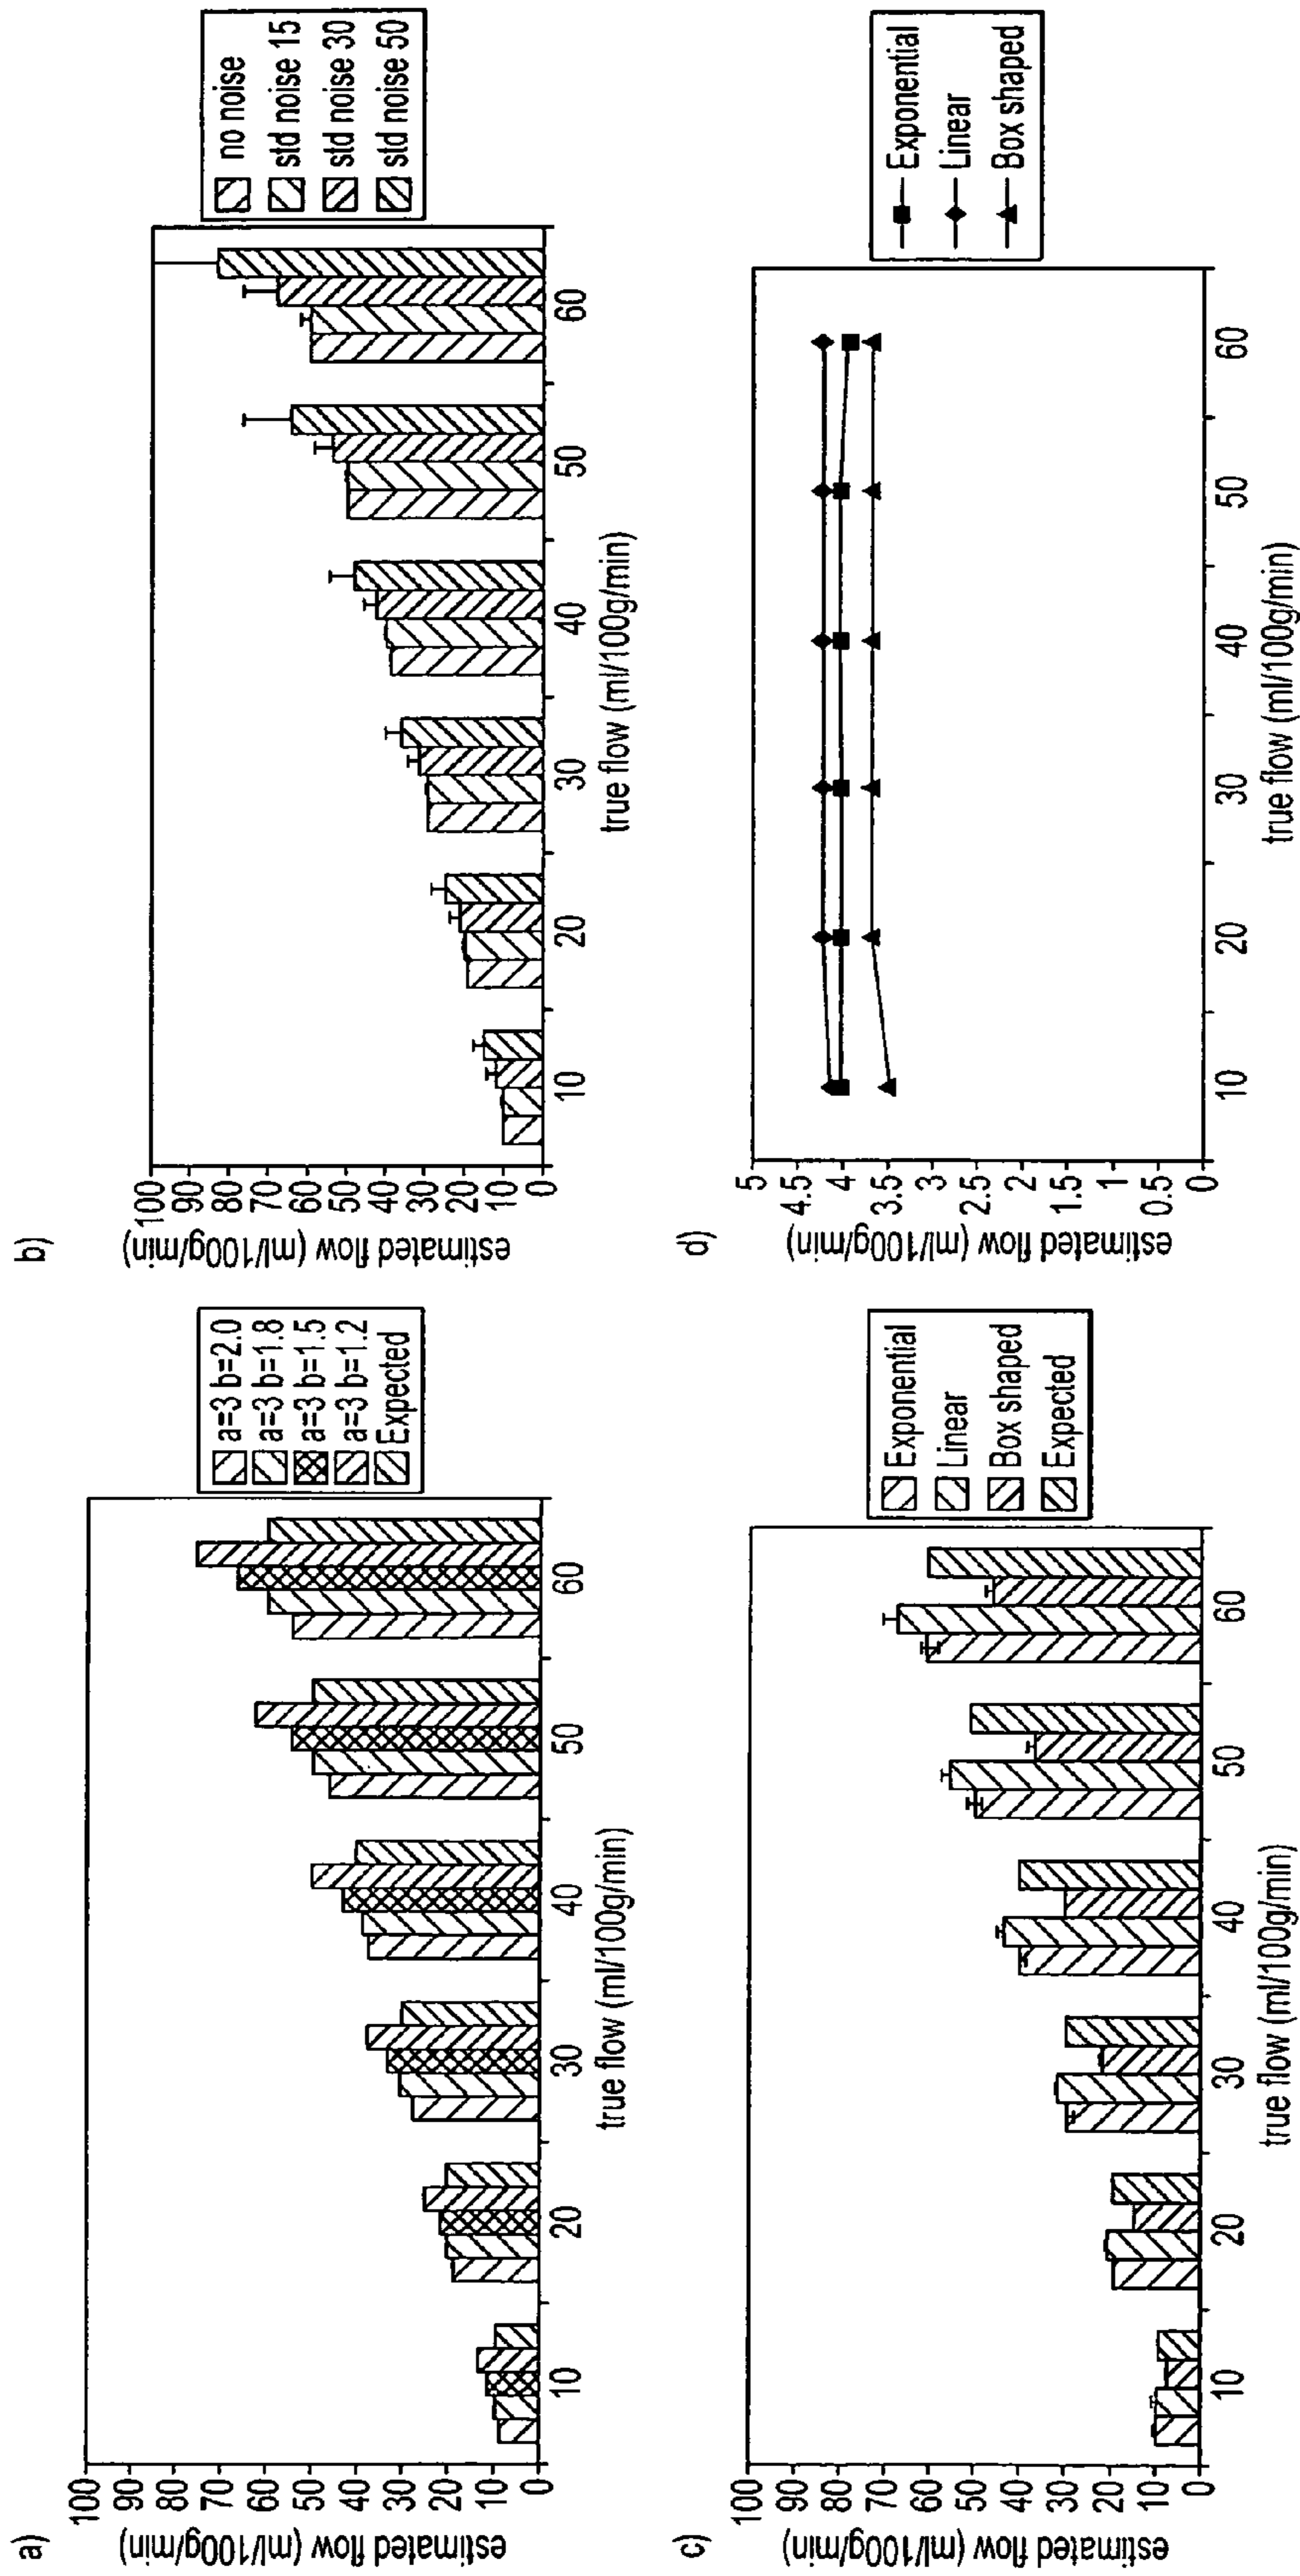 a)
estimated flow (ml/100g/min)
100
90
80
70
60
50
40
30
20
10
0
10 20 30 40 50 60
true flow (ml/100g/min)
a=3 b=2.0
a=3 b=1.8
a=3 b=1.5
a=3 b=1.2
Expected
b)
estimated flow (ml/100g/min)
100
90
80
70
60
50
40
30
20
10
0
10 20 30 40 50 60
true flow (ml/100g/min)
no noise
std noise 15
std noise 30
std noise 50
c)
estimated flow (ml/100g/min)
100
90
80
70
60
50
40
30
20
10
0
10 20 30 40 50 60
true flow (ml/100g/min)
Exponential
Linear
Box shaped
Expected
d)
estimated flow (ml/100g/min)
5
4.5
4
3.5
3
2.5
2
1.5
1
0.5
0
10 20 30 40 50 60
true flow (ml/100g/min)
Exponential
Linear
Box shaped